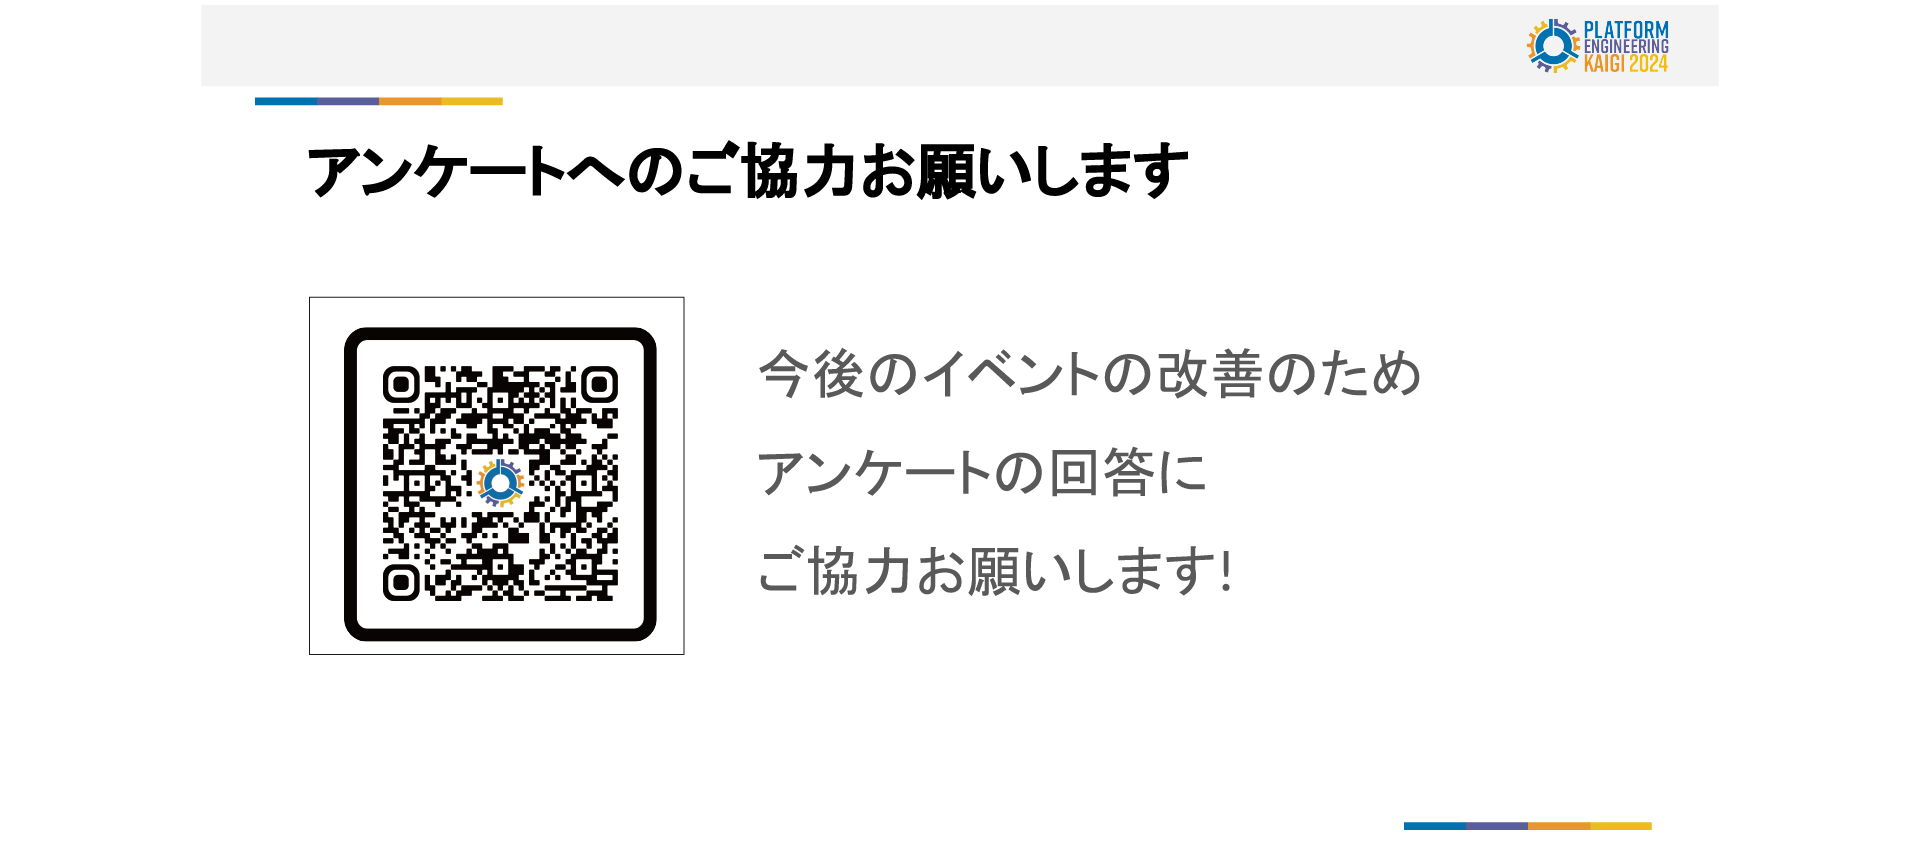 PLATFORM
ENGINEERING
KAIGI 2024
アンケートへのご協力お願いします
今後のイベントの改善のため
アンケートの回答に
ご協力お願いします!